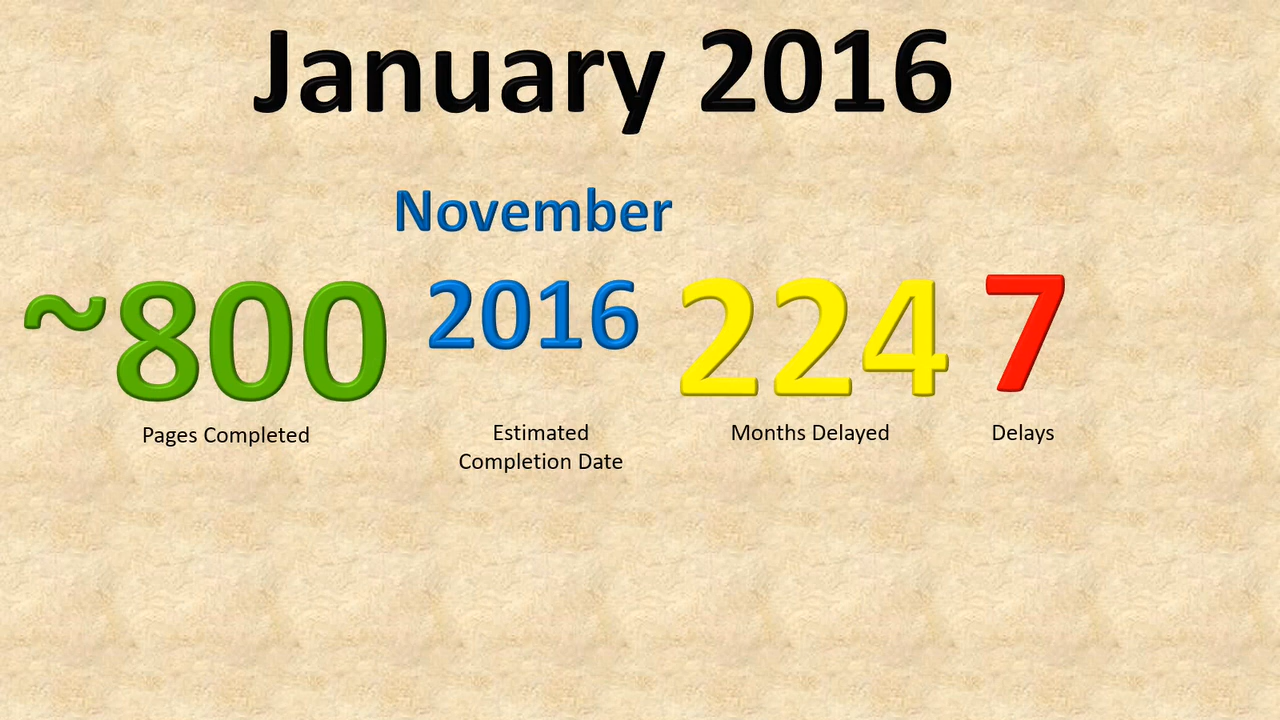 January 2016
November
2016
~800
224
7
Pages Completed
Estimated
Completion Date
Months Delayed
Delays